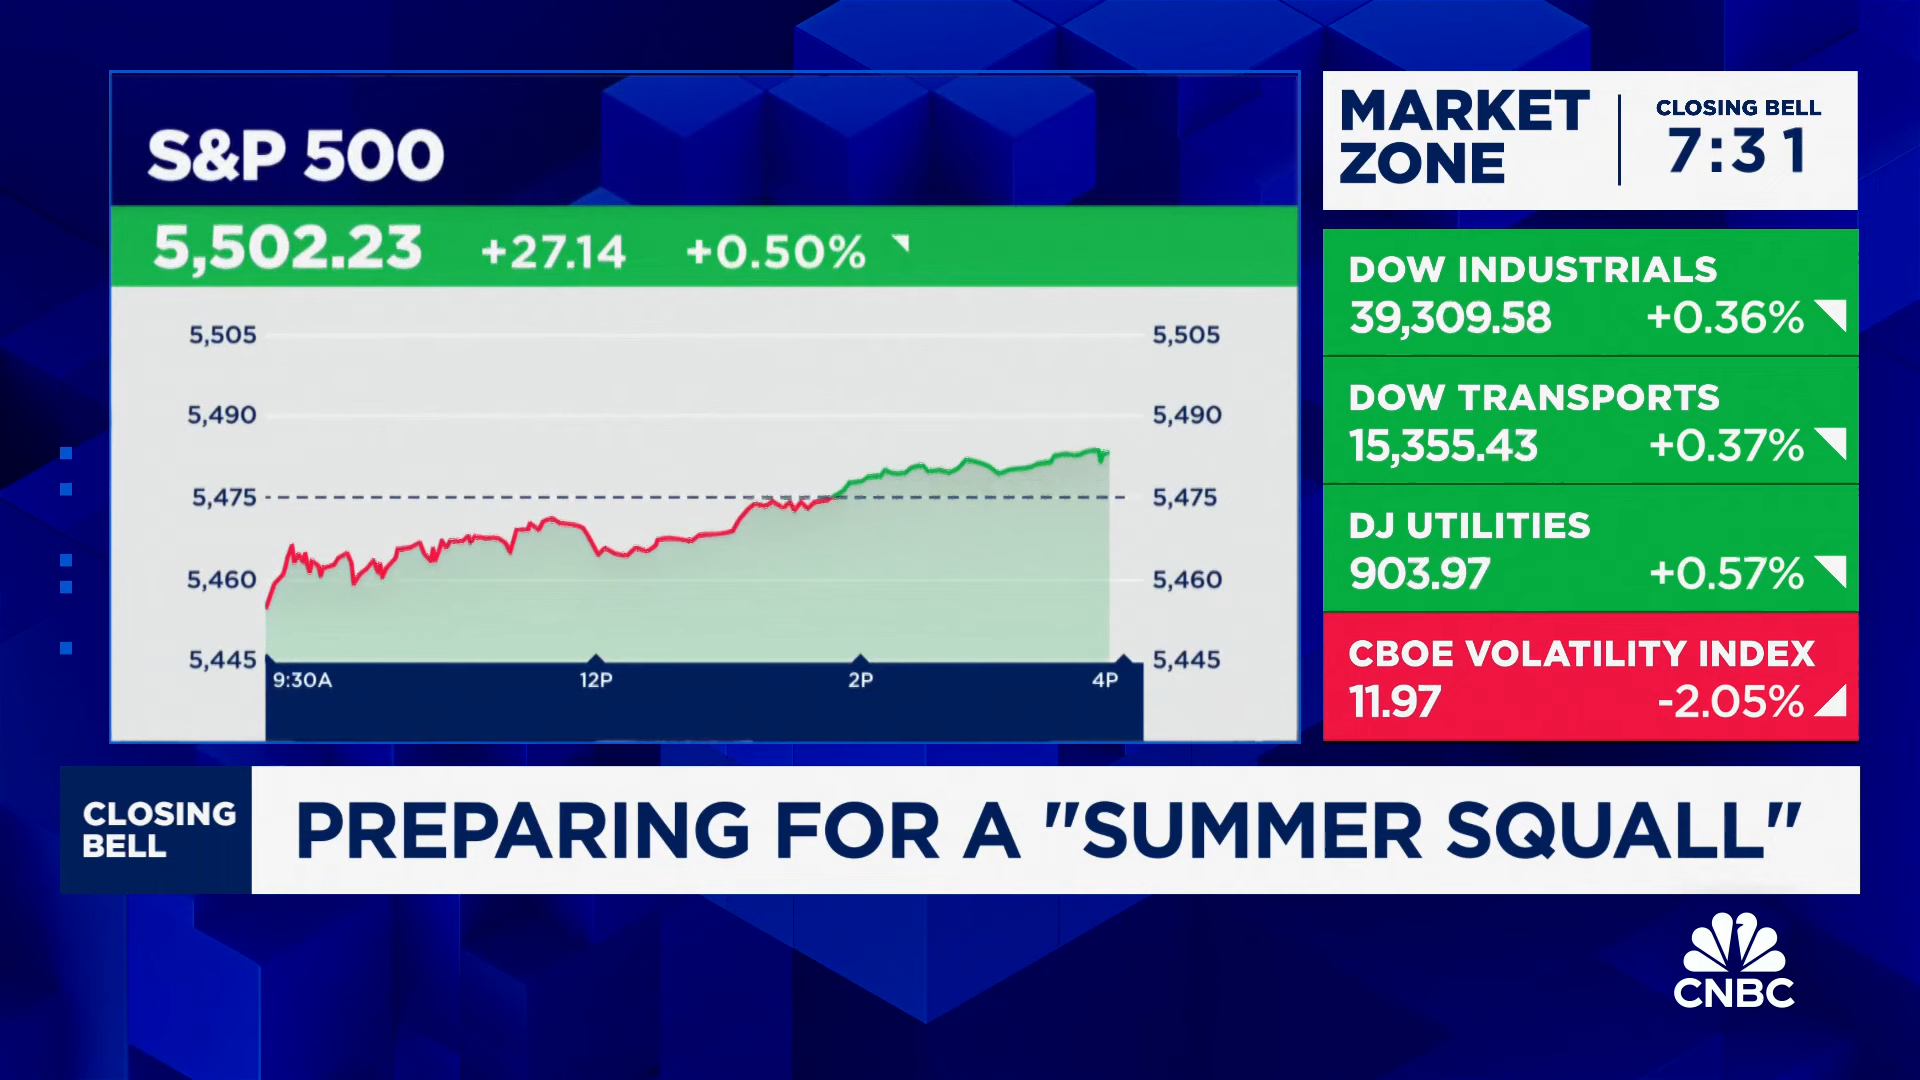 S&P 500
5,502.23 +27.14 +0.50%
5,505 5,505
5,490 5,490
5,475 5,475
5,460 5,460
5,445 5,445
9:30A 12P 2P 4P
MARKET
ZONE
CLOSING BELL
7:31
DOW INDUSTRIALS
39,309.58 +0.36%
DOW TRANSPORTS
15,355.43 +0.37%
DJ UTILITIES
903.97 +0.57%
CBOE VOLATILITY INDEX
11.97 -2.05%
CLOSING
BELL
PREPARING FOR A "SUMMER SQUALL"
CNBC